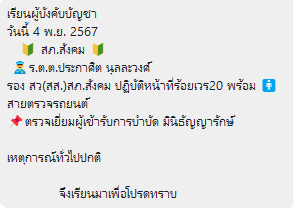 เรียนผู้บังคับบัญชา
วันนี้ 4 พ.ย. 2567
🔰 สภ.สังคม 🔰
👮ร.ต.ต.ประกาศิต นุลละวงศ์
รอง สว(สส.)สภ.สังคม ปฏิบัติหน้าที่ร้อยเวร20 พร้อม 🚹
สายตรวจรถยนต์
📌ตรวจเยี่ยมผู้เข้ารับการบำบัด มินิธัญญารักษ์
เหตุการณ์ทั่วไปปกติ
จึงเรียนมาเพื่อโปรดทราบ